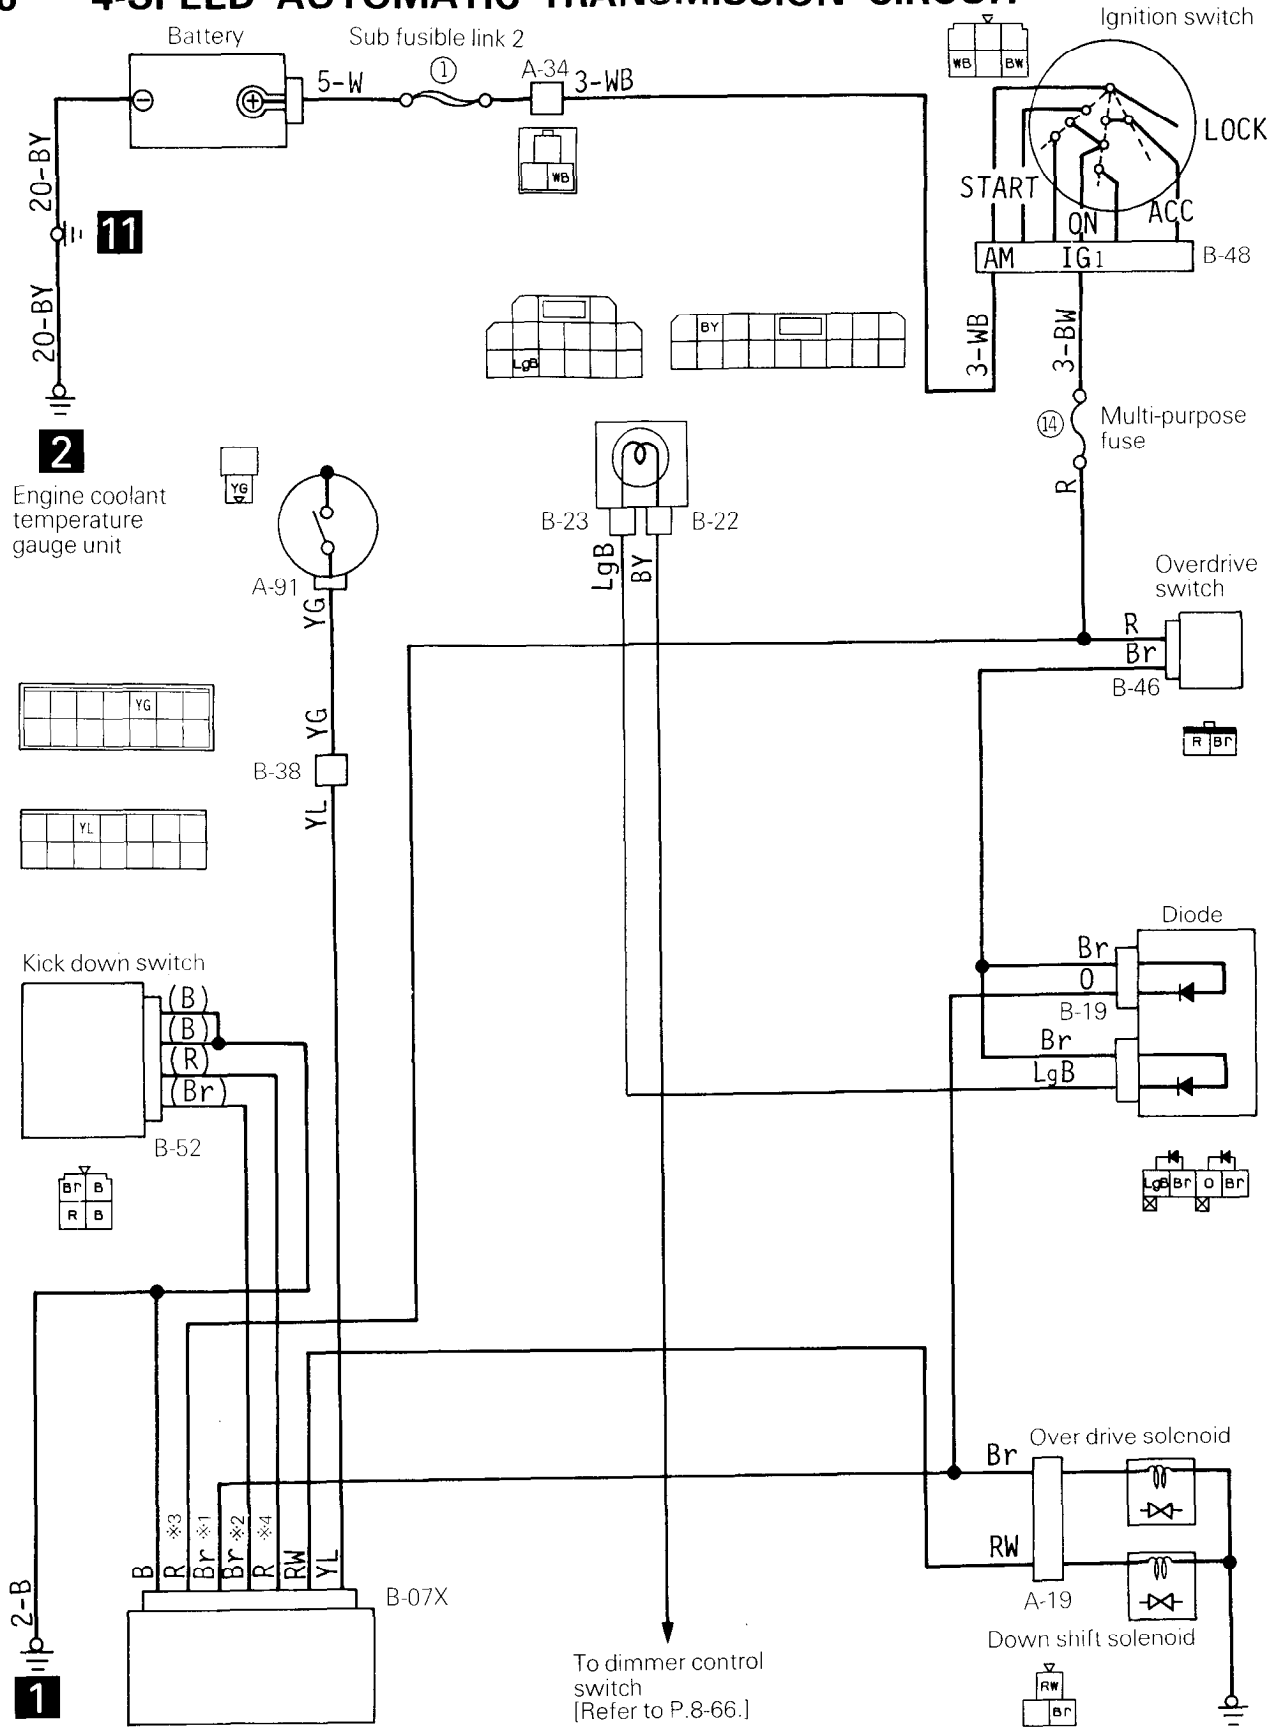 4-SPEED AUTOMATIC TRANSMISSION CIRCUIT
Ignition switch
Battery
Sub fusible link 2
5-W
1
A-34
3-WB
WB
BW
LOCK
20-BY
WB
START
ON
ACC
11
AM
IG1
B-48
20-BY
BY
LgB
3-WB
3-BW
14
Multi-purpose
fuse
2
R
YG
Engine coolant
temperature
gauge unit
B-23
B-22
LgB
BY
A-91
YG
Overdrive
switch
R
Br
B-46
YG
YG
R
Br
B-38
YL
YL
Diode
Kick down switch
Br
O
B-19
(B)
(B)
(R)
(Br)
Br
LgB
B-52
Br
B
R
B
LgB
Br
O
Br
Over drive solenoid
Br
※3
※1
※2
※4
B
R
Br
Br
R
RW
YL
RW
B-07X
A-19
2-B
1
Down shift solenoid
To dimmer control
switch
[Refer to P.8-66.]
RW
Br